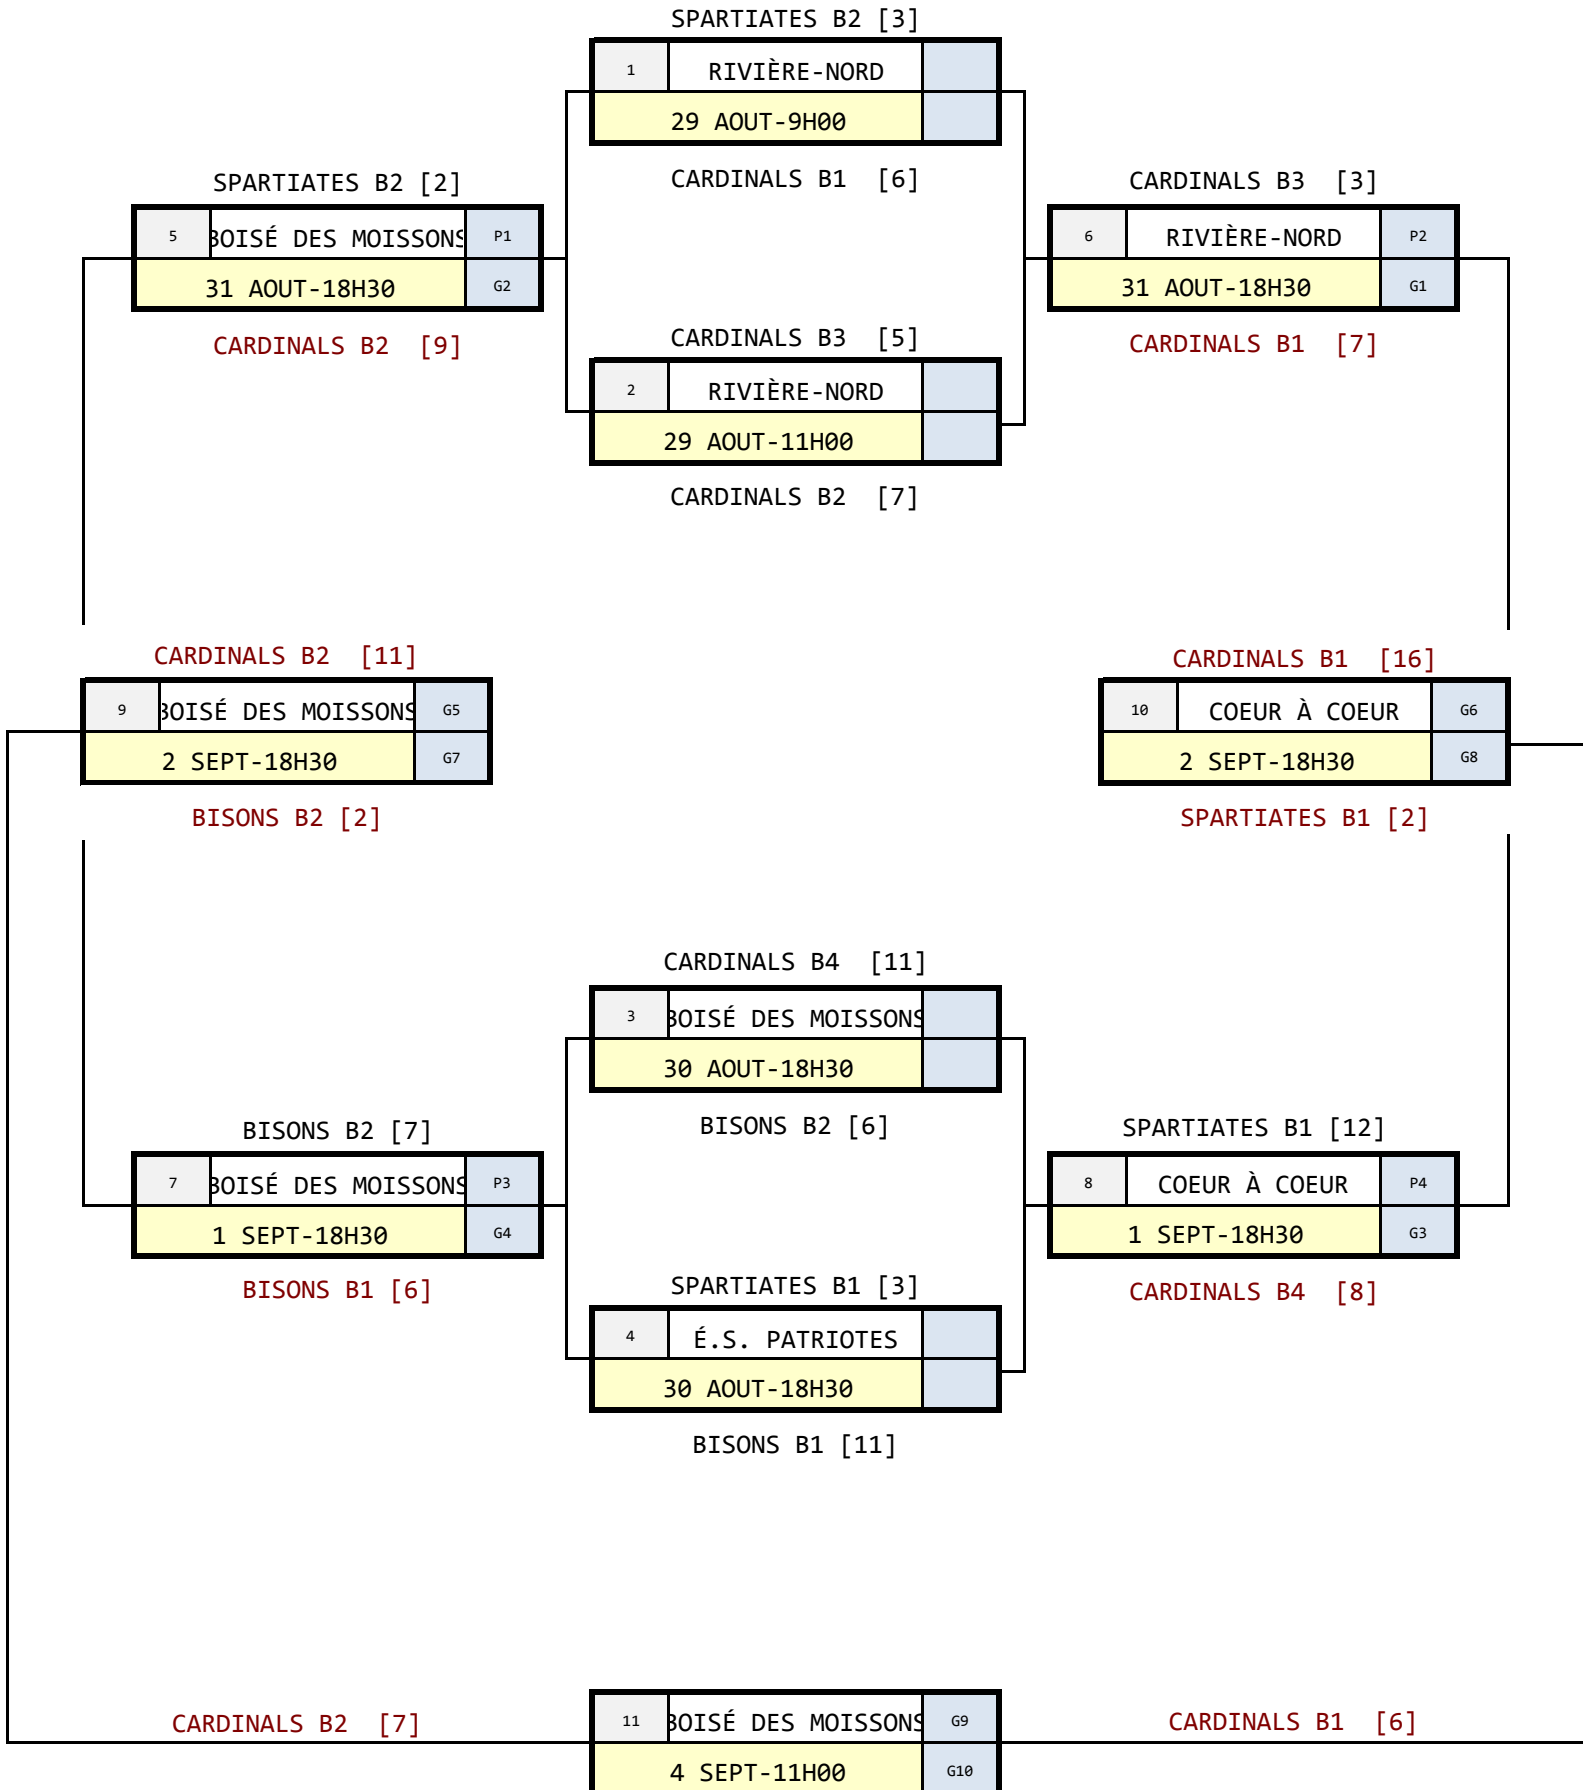 SPARTIATES B2 [3]
1 RIVIÈRE-NORD
29 AOUT-9H00
CARDINALS B1 [6]
SPARTIATES B2 [2]
5 BOISÉ DES MOISSONS P1
31 AOUT-18H30 G2
CARDINALS B2 [9]
CARDINALS B3 [3]
6 RIVIÈRE-NORD P2
31 AOUT-18H30 G1
CARDINALS B1 [7]
CARDINALS B3 [5]
2 RIVIÈRE-NORD
29 AOUT-11H00
CARDINALS B2 [7]
CARDINALS B2 [11]
9 BOISÉ DES MOISSONS G5
2 SEPT-18H30 G7
BISONS B2 [2]
CARDINALS B1 [16]
10 COEUR À COEUR G6
2 SEPT-18H30 G8
SPARTIATES B1 [2]
CARDINALS B4 [11]
3 BOISÉ DES MOISSONS
30 AOUT-18H30
BISONS B2 [6]
BISONS B2 [7]
7 BOISÉ DES MOISSONS P3
1 SEPT-18H30 G4
BISONS B1 [6]
SPARTIATES B1 [12]
8 COEUR À COEUR P4
1 SEPT-18H30 G3
CARDINALS B4 [8]
SPARTIATES B1 [3]
4 É.S. PATRIOTES
30 AOUT-18H30
BISONS B1 [11]
CARDINALS B2 [7]
11 BOISÉ DES MOISSONS G9
4 SEPT-11H00 G10
CARDINALS B1 [6]